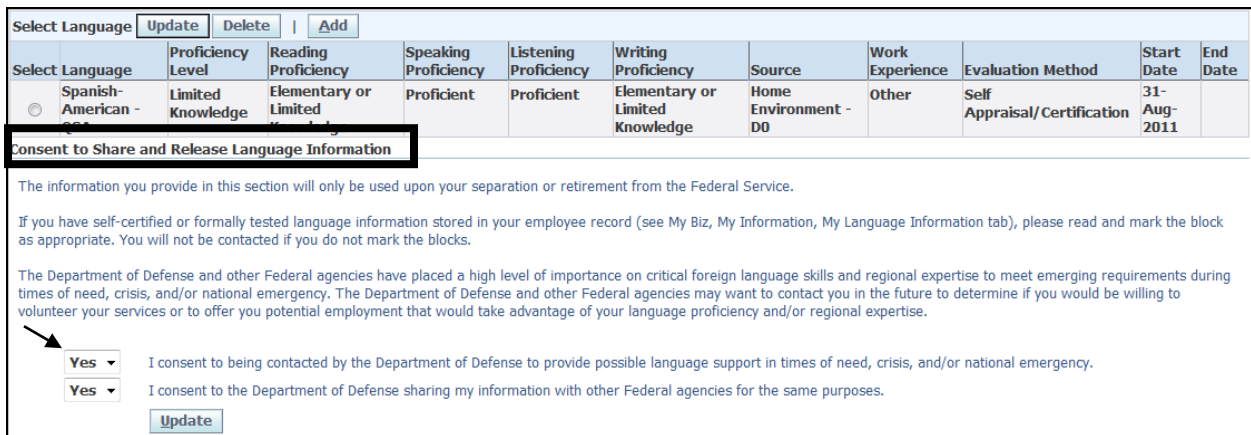 Select Language Update Delete | Add
Select Language Proficiency Level Reading Proficiency Speaking Proficiency Listening Proficiency Writing Proficiency Source Work Experience Evaluation Method Start Date End Date
Spanish-American - Limited Knowledge Elementary or Limited Proficient Proficient Elementary or Limited Knowledge Home Environment - D0 Other Self Appraisal/Certification 31-Aug-2011
Consent to Share and Release Language Information
The information you provide in this section will only be used upon your separation or retirement from the Federal Service.
If you have self-certified or formally tested language information stored in your employee record (see My Biz, My Information, My Language Information tab), please read and mark the block
as appropriate. You will not be contacted if you do not mark the blocks.
The Department of Defense and other Federal agencies have placed a high level of importance on critical foreign language skills and regional expertise to meet emerging requirements during
times of need, crisis, and/or national emergency. The Department of Defense and other Federal agencies may want to contact you in the future to determine if you would be willing to
volunteer your services or to offer you potential employment that would take advantage of your language proficiency and/or regional expertise.
Yes I consent to being contacted by the Department of Defense to provide possible language support in times of need, crisis, and/or national emergency.
Yes I consent to the Department of Defense sharing my information with other Federal agencies for the same purposes.
Update